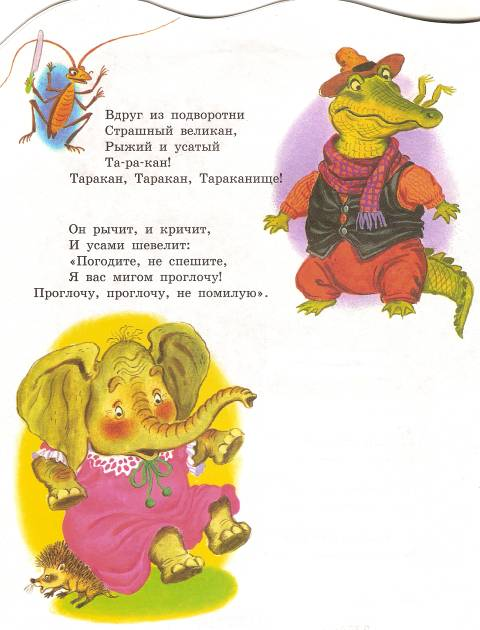 Вдруг из подворотни
Страшный великан,
Рыжий и усатый
Та-ра-кан!
Таракан, Таракан, Тараканище!
Он рычит, и кричит,
И усами шевелит:
«Погодите, не спешите,
Я вас мигом проглочу!
Проглочу, проглочу, не помилую».